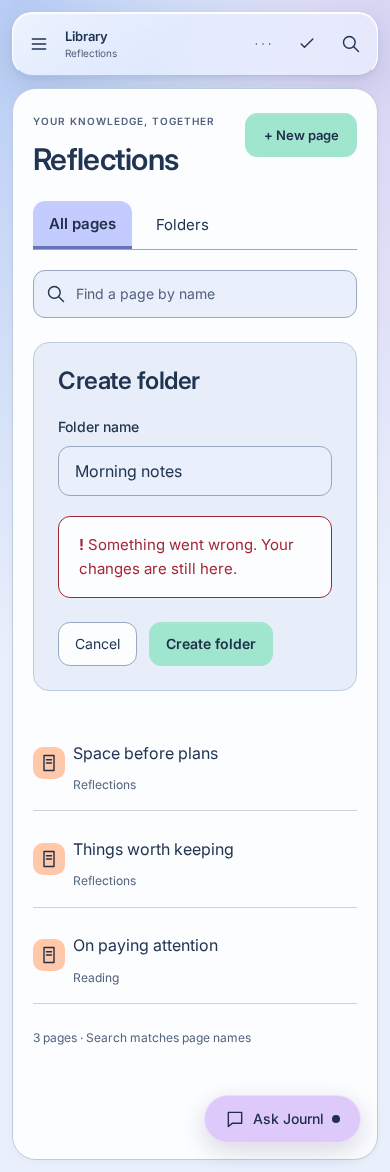 Library
Reflections
YOUR KNOWLEDGE, TOGETHER
Reflections
+ New page
All pages
Folders
Find a page by name
Create folder
Folder name
Morning notes
! Something went wrong. Your
changes are still here.
Cancel
Create folder
Space before plans
Reflections
Things worth keeping
Reflections
On paying attention
Reading
3 pages · Search matches page names
Ask Journl